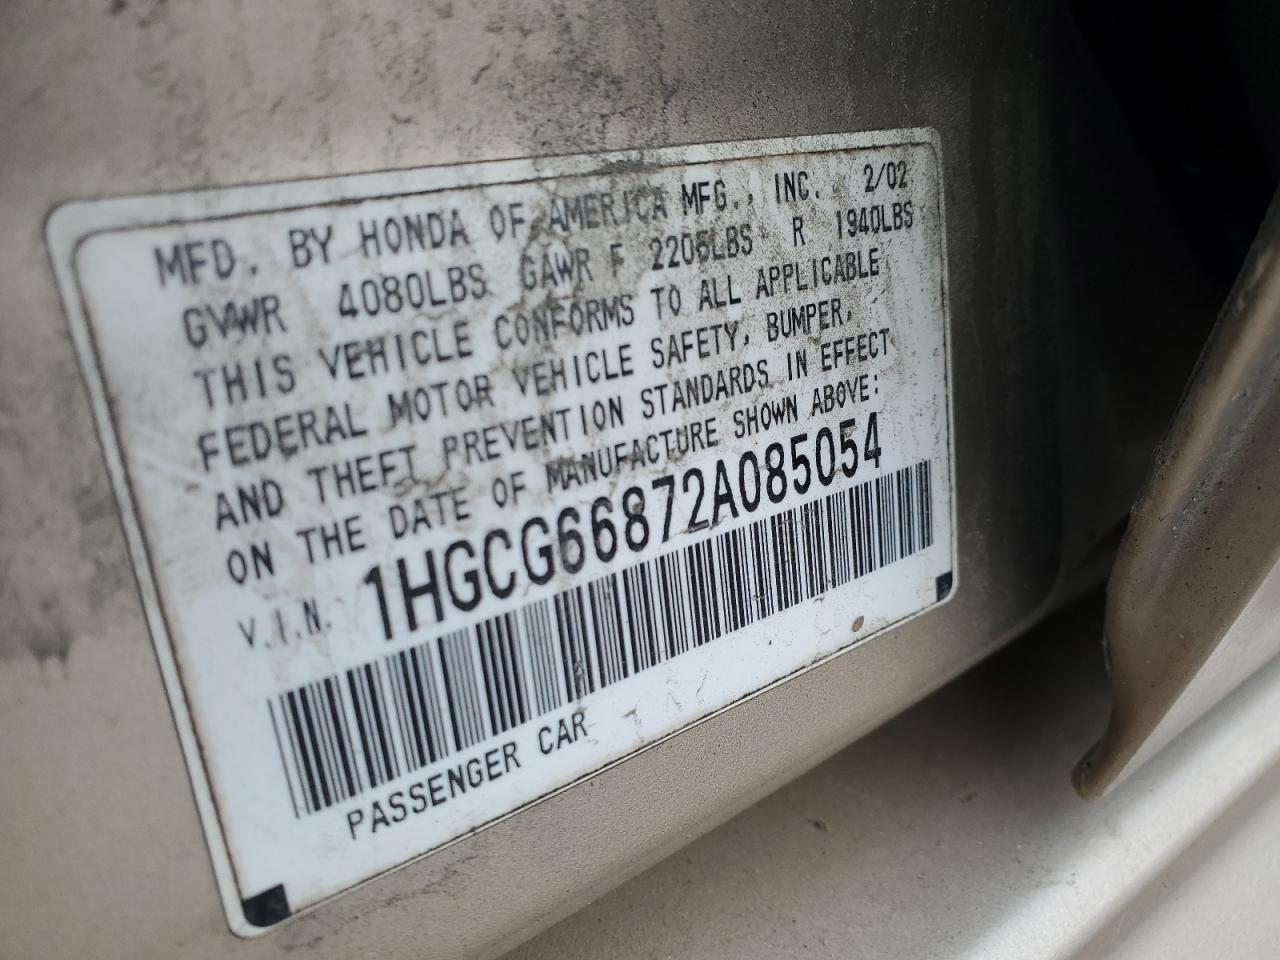 MFD. BY HONDA OF AMERICA MFG., INC. 2/02
GVWR 4080LBS GAWR F 2205LBS R 1940LBS
THIS VEHICLE CONFORMS TO ALL APPLICABLE
FEDERAL MOTOR VEHICLE SAFETY, BUMPER,
AND THEFT PREVENTION STANDARDS IN EFFECT
ON THE DATE OF MANUFACTURE SHOWN ABOVE:
V.I.N. 1HGCG66872A085054
PASSENGER CAR